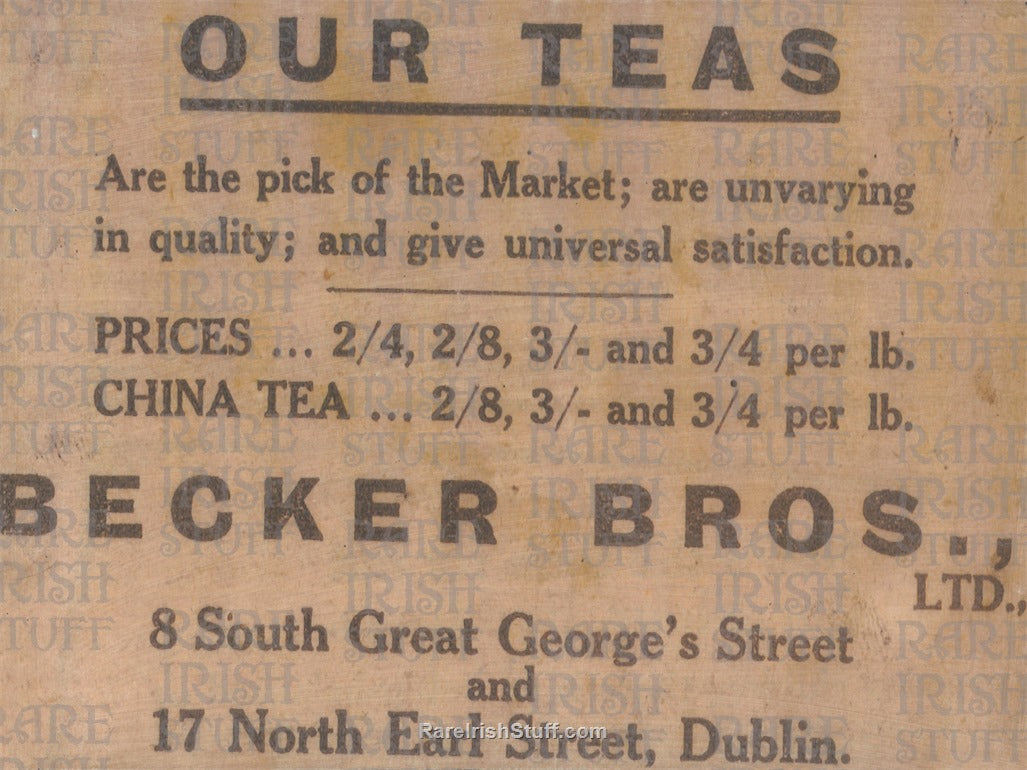 OUR TEAS
Are the pick of the Market; are unvarying
in quality; and give universal satisfaction.
PRICES ... 2/4, 2/8, 3/- and 3/4 per lb.
CHINA TEA ... 2/8, 3/- and 3/4 per lb.
BECKER BROS.,
LTD.,
8 South Great George's Street
and
17 North Earl Street, Dublin.
RareIrishStuff.com